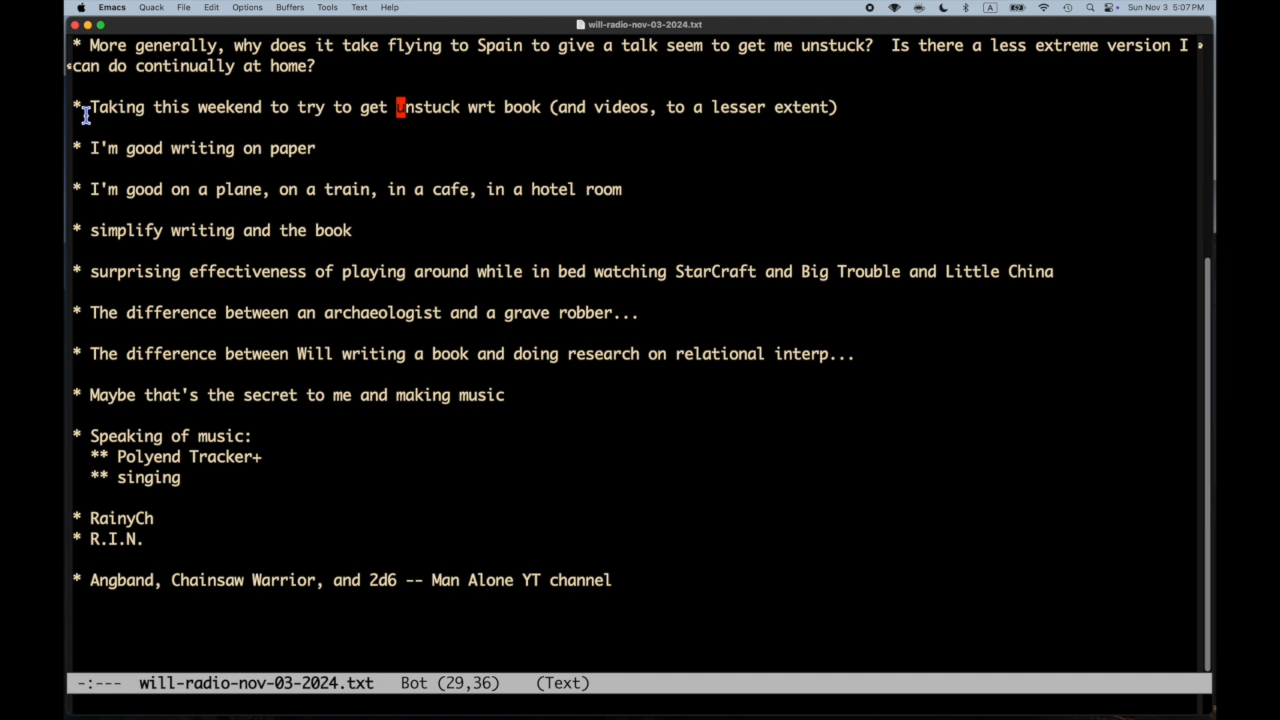 Emacs Quack File Edit Options Buffers Tools Text Help A Sun Nov 3 5:07 PM
will-radio-nov-03-2024.txt
* More generally, why does it take flying to Spain to give a talk seem to get me unstuck?  Is there a less extreme version I
can do continually at home?
* Taking this weekend to try to get unstuck wrt book (and videos, to a lesser extent)
* I'm good writing on paper
* I'm good on a plane, on a train, in a cafe, in a hotel room
* simplify writing and the book
* surprising effectiveness of playing around while in bed watching StarCraft and Big Trouble and Little China
* The difference between an archaeologist and a grave robber...
* The difference between Will writing a book and doing research on relational interp...
* Maybe that's the secret to me and making music
* Speaking of music:
** Polyend Tracker+
** singing
* RainyCh
* R.I.N.
* Angband, Chainsaw Warrior, and 2d6 -- Man Alone YT channel
-:--- will-radio-nov-03-2024.txt Bot (29,36) (Text)